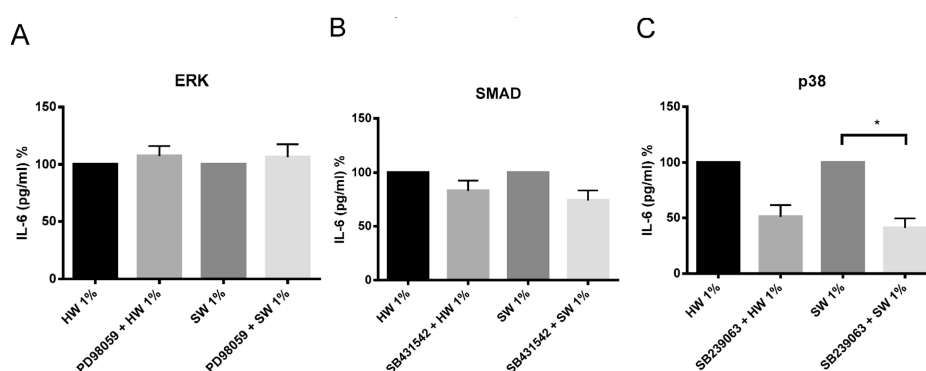 A
ERK
IL-6 (pg/ml) %
150
100
50
0
HW 1%
PD98059 + HW 1%
SW 1%
PD98059 + SW 1%
B
SMAD
IL-6 (pg/ml) %
150
100
50
0
HW 1%
SB431542 + HW 1%
SW 1%
SB431542 + SW 1%
C
p38
IL-6 (pg/ml) %
150
100
50
0
*
HW 1%
SB239063 + HW 1%
SW 1%
SB239063 + SW 1%